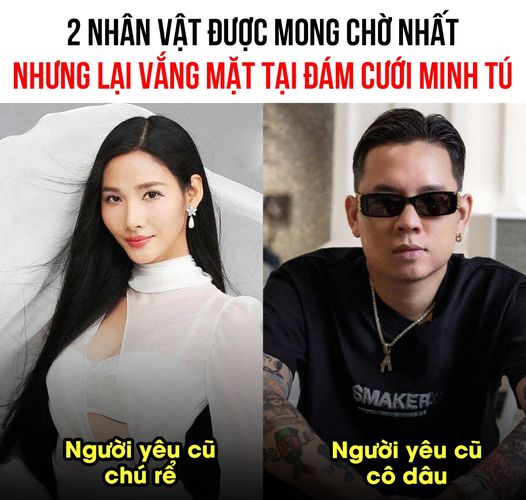 2 NHÂN VẬT ĐƯỢC MONG CHỜ NHẤT
NHƯNG LẠI VẮNG MẶT TẠI ĐÁM CƯỚI MINH TÚ
SMAKER
Người yêu cũ
chú rể
Người yêu cũ
cô dâu